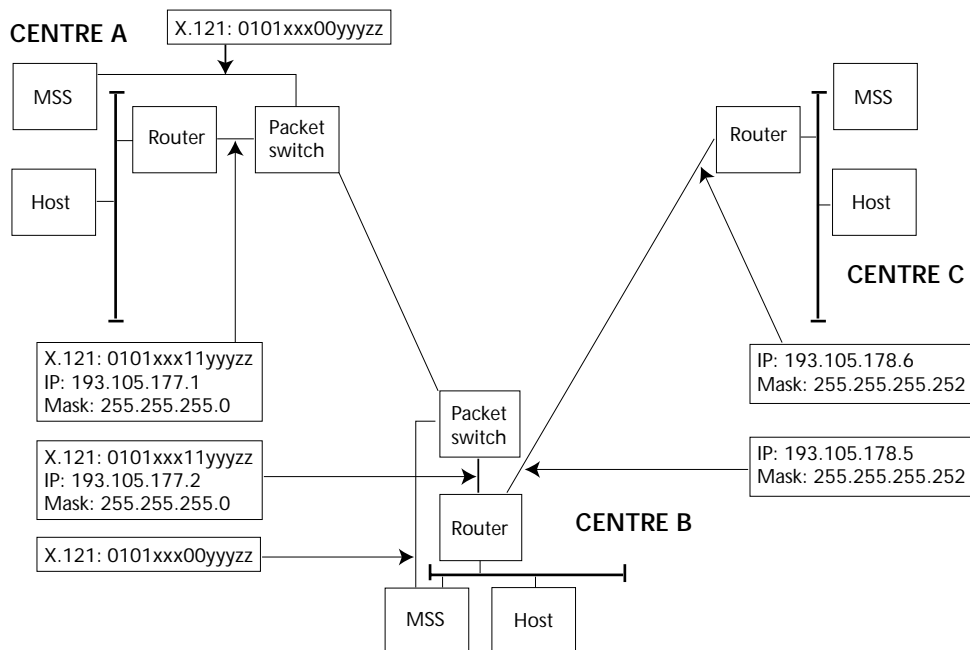 CENTRE A
X.121: 0101xxx00yyyzz
MSS
Router
Packet
switch
Host
Router
MSS
Host
CENTRE C
X.121: 0101xxx11yyyzz
IP: 193.105.177.1
Mask: 255.255.255.0
IP: 193.105.178.6
Mask: 255.255.255.252
Packet
switch
X.121: 0101xxx11yyyzz
IP: 193.105.177.2
Mask: 255.255.255.0
IP: 193.105.178.5
Mask: 255.255.255.252
Router
CENTRE B
X.121: 0101xxx00yyyzz
MSS
Host